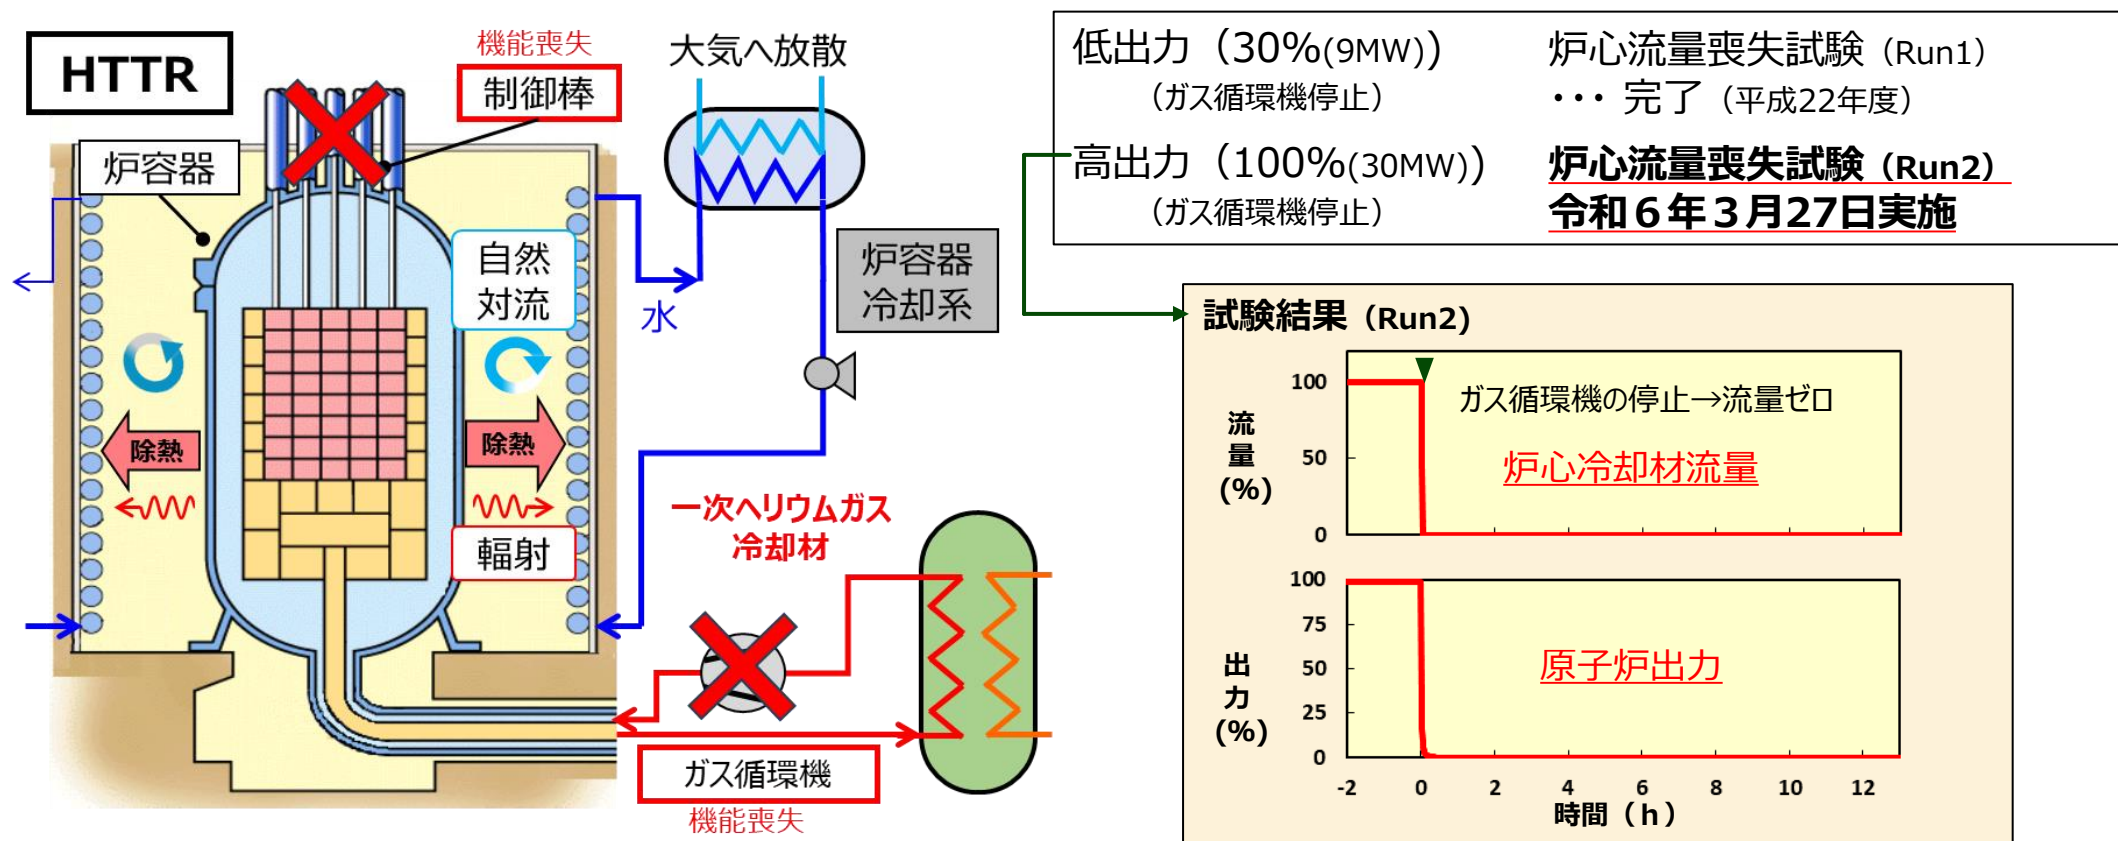 HTTR
機能喪失
制御棒
炉容器
自然
対流
除熱
除熱
輻射
大気へ放散
水
炉容器
冷却系
一次ヘリウムガス
冷却材
ガス循環機
機能喪失
低出力（30%(9MW)） 炉心流量喪失試験（Run1）
（ガス循環機停止） ・・・ 完了（平成22年度）
高出力（100%(30MW)） 炉心流量喪失試験（Run2）
（ガス循環機停止） 令和６年３月27日実施
試験結果（Run2)
流量(%)
100
50
0
ガス循環機の停止→流量ゼロ
炉心冷却材流量
出力(%)
100
75
50
25
0
原子炉出力
-2 0 2 4 6 8 10 12
時間（ｈ）